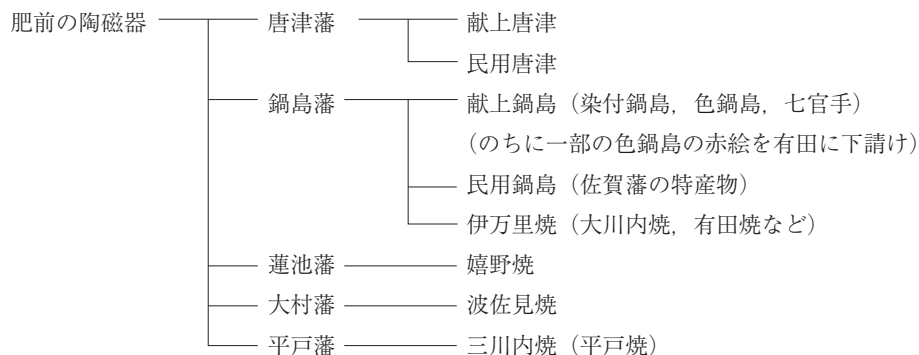 肥前の陶磁器 唐津藩 献上唐津
民用唐津
鍋島藩 献上鍋島（染付鍋島，色鍋島，七官手）
（のちに一部の色鍋島の赤絵を有田に下請け）
民用鍋島（佐賀藩の特産物）
伊万里焼（大川内焼，有田焼など）
蓮池藩 嬉野焼
大村藩 波佐見焼
平戸藩 三川内焼（平戸焼）